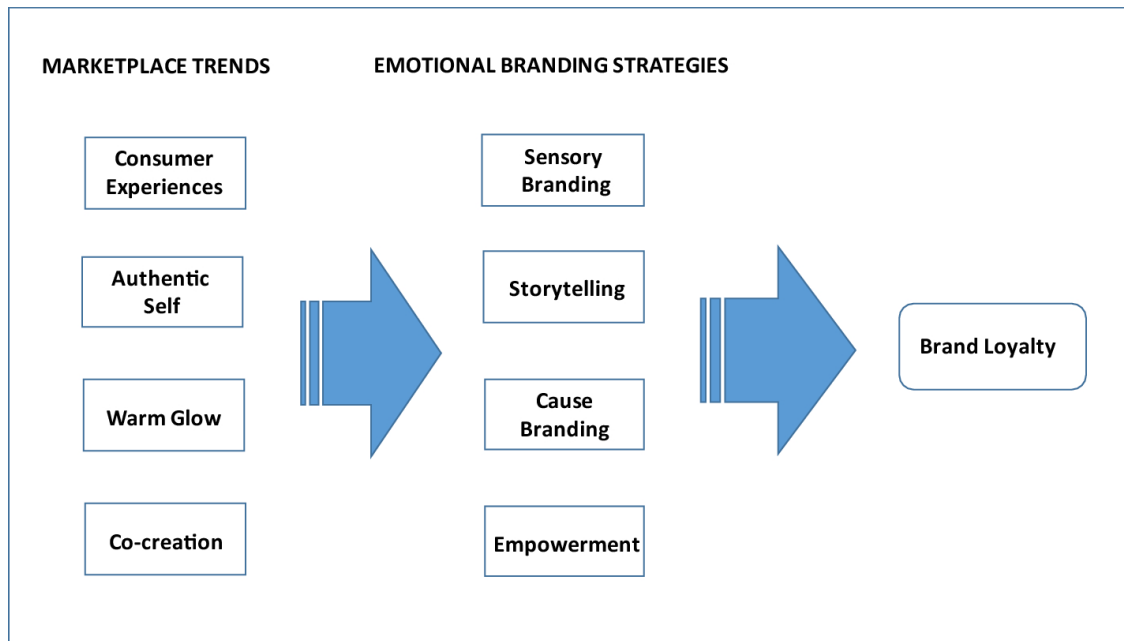 MARKETPLACE TRENDS
EMOTIONAL BRANDING STRATEGIES
Consumer
Experiences
Sensory
Branding
Authentic
Self
Storytelling
Brand Loyalty
Warm Glow
Cause
Branding
Co-creation
Empowerment